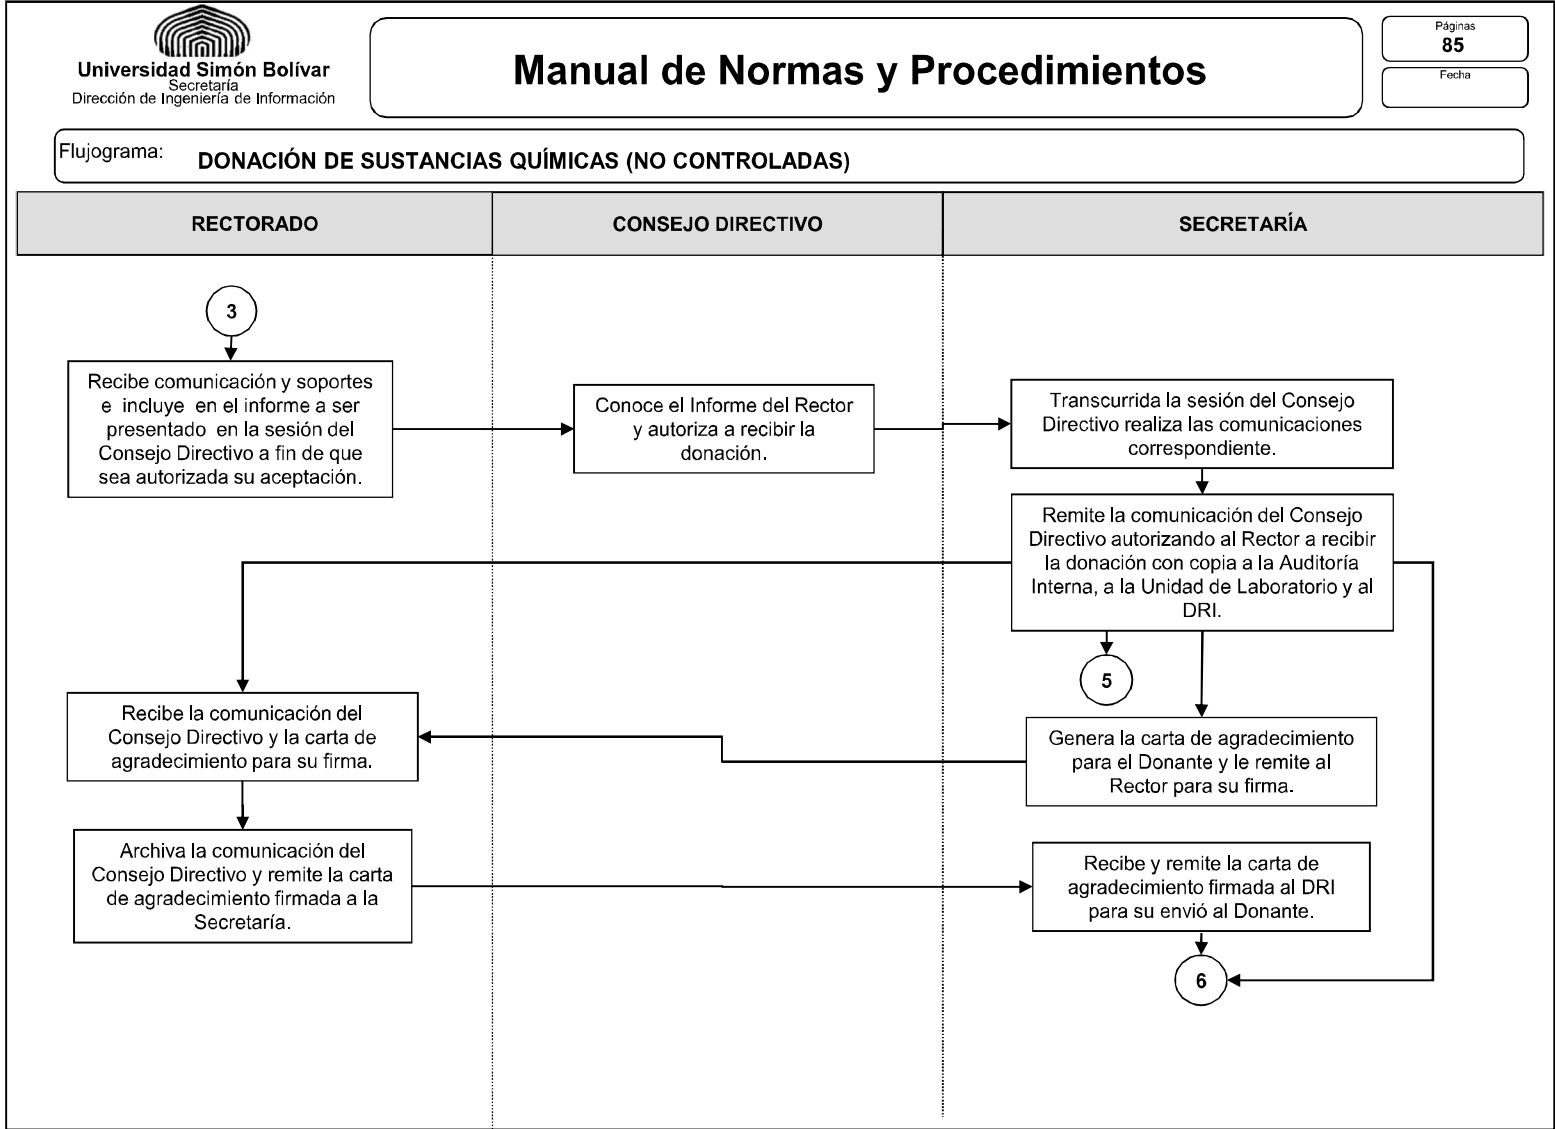 Universidad Simón Bolívar
Secretaría
Dirección de Ingeniería de Información
Manual de Normas y Procedimientos
Páginas
85
Fecha
Flujograma:
DONACIÓN DE SUSTANCIAS QUÍMICAS (NO CONTROLADAS)
RECTORADO
CONSEJO DIRECTIVO
SECRETARÍA
3
Recibe comunicación y soportes
e incluye en el informe a ser
presentado en la sesión del
Consejo Directivo a fin de que
sea autorizada su aceptación.
Conoce el Informe del Rector
y autoriza a recibir la
donación.
Transcurrida la sesión del Consejo
Directivo realiza las comunicaciones
correspondiente.
Remite la comunicación del Consejo
Directivo autorizando al Rector a recibir
la donación con copia a la Auditoría
Interna, a la Unidad de Laboratorio y al
DRI.
5
Recibe la comunicación del
Consejo Directivo y la carta de
agradecimiento para su firma.
Genera la carta de agradecimiento
para el Donante y le remite al
Rector para su firma.
Archiva la comunicación del
Consejo Directivo y remite la carta
de agradecimiento firmada a la
Secretaría.
Recibe y remite la carta de
agradecimiento firmada al DRI
para su envió al Donante.
6